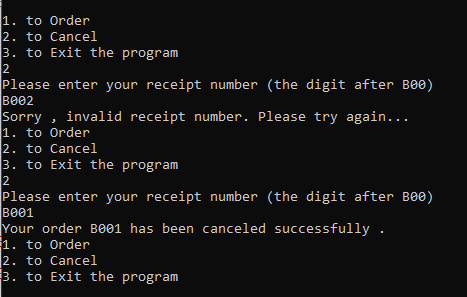 1. to Order
2. to Cancel
3. to Exit the program
2
Please enter your receipt number (the digit after B00)
B002
Sorry , invalid receipt number. Please try again...
1. to Order
2. to Cancel
3. to Exit the program
2
Please enter your receipt number (the digit after B00)
B001
Your order B001 has been canceled successfully .
1. to Order
2. to Cancel
3. to Exit the program